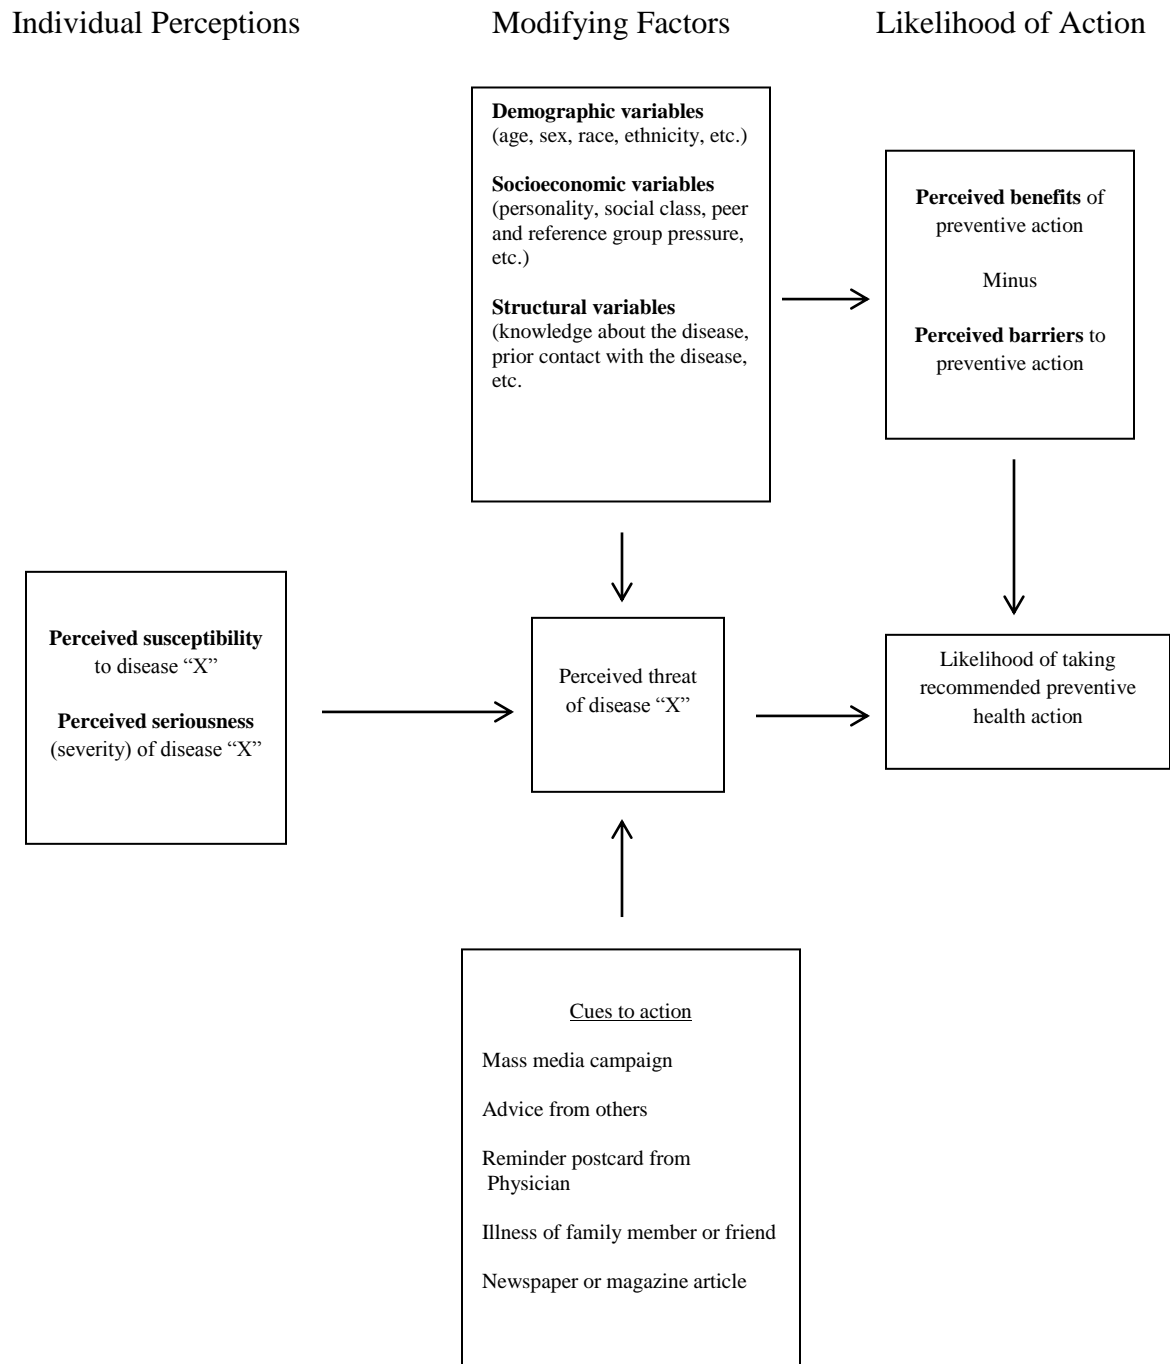 Individual Perceptions
Modifying Factors
Likelihood of Action
Demographic variables
(age, sex, race, ethnicity, etc.)
Socioeconomic variables
(personality, social class, peer
and reference group pressure,
etc.)
Structural variables
(knowledge about the disease,
prior contact with the disease,
etc.
Perceived benefits of
preventive action
Minus
Perceived barriers to
preventive action
Perceived susceptibility
to disease “X”
Perceived seriousness
(severity) of disease “X”
Perceived threat
of disease “X”
Likelihood of taking
recommended preventive
health action
Cues to action
Mass media campaign
Advice from others
Reminder postcard from
Physician
Illness of family member or friend
Newspaper or magazine article